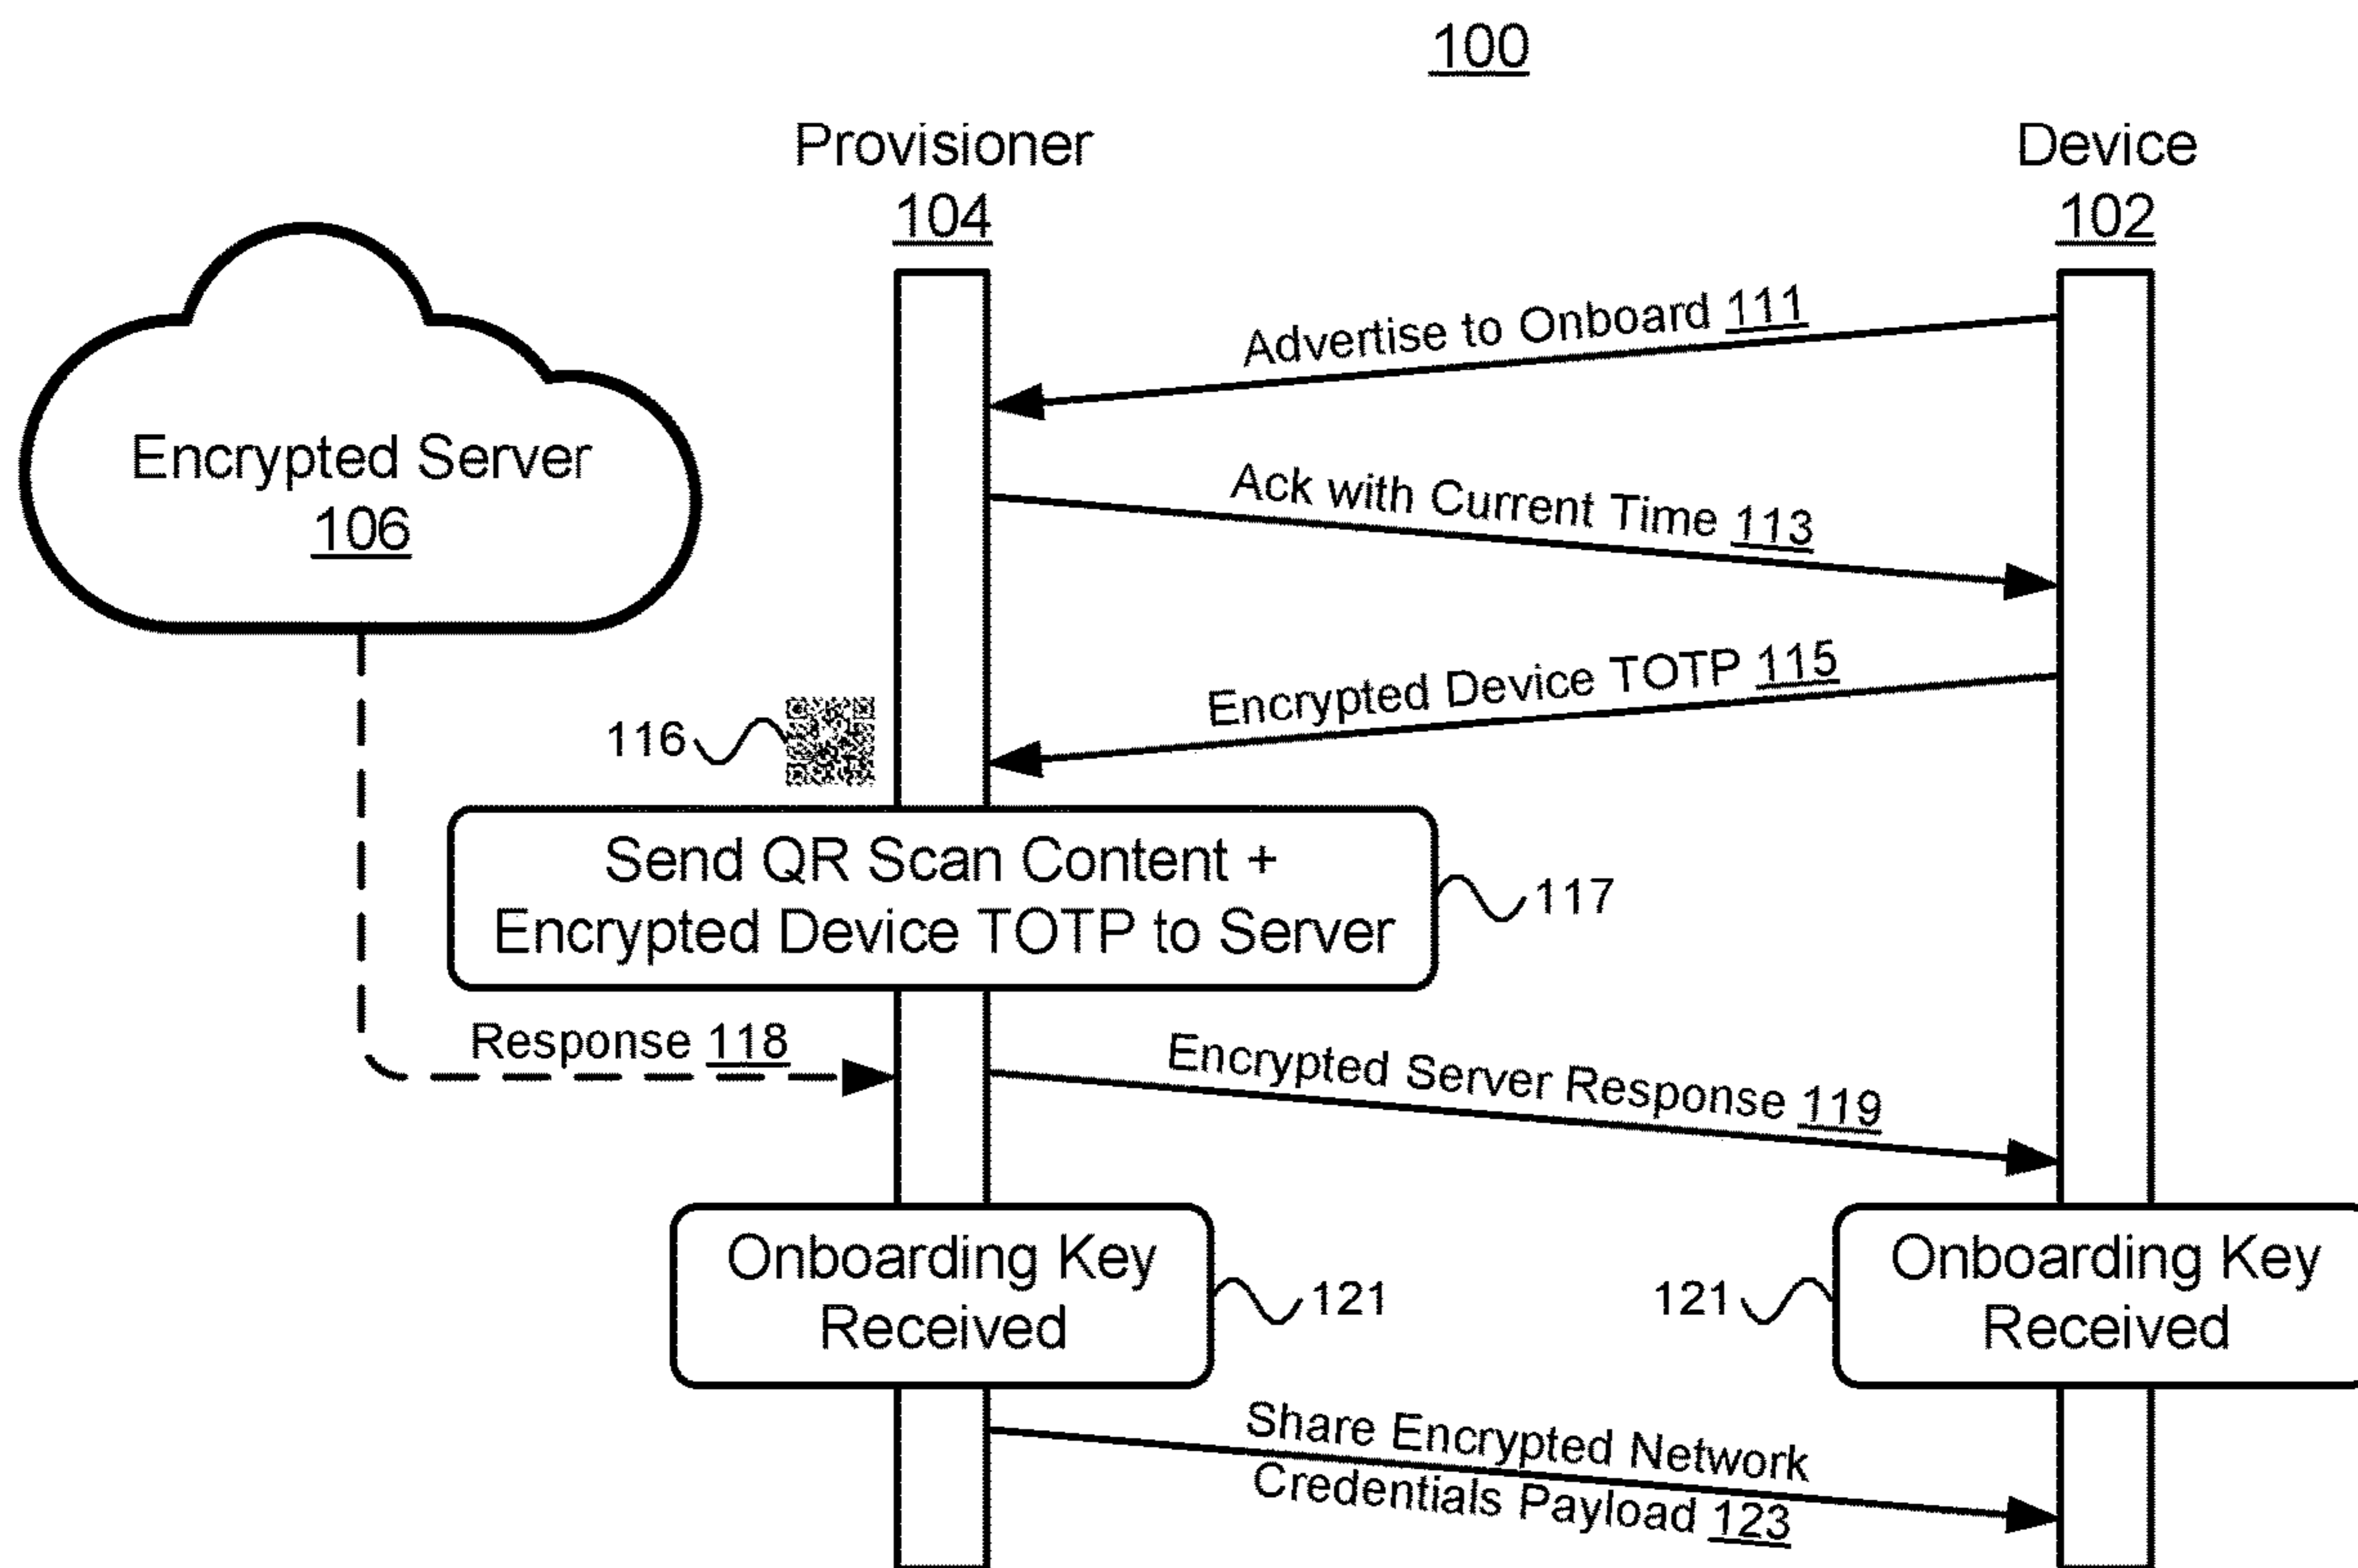 100
Provisioner
104
Device
102
Advertise to Onboard 111
Encrypted Server
106
Ack with Current Time 113
Encrypted Device TOTP 115
116
Send QR Scan Content +
Encrypted Device TOTP to Server
117
Response 118
Encrypted Server Response 119
Onboarding Key
Received
121
121
Onboarding Key
Received
Share Encrypted Network
Credentials Payload 123